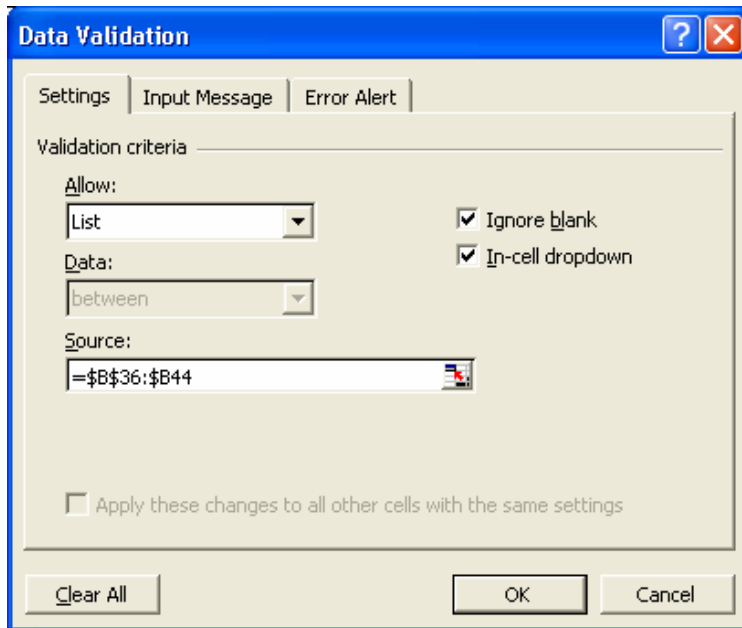 Data Validation
Settings Input Message Error Alert
Validation criteria
Allow:
List
Ignore blank
Data:
In-cell dropdown
between
Source:
=$B$36:$B44
Apply these changes to all other cells with the same settings
Clear All OK Cancel